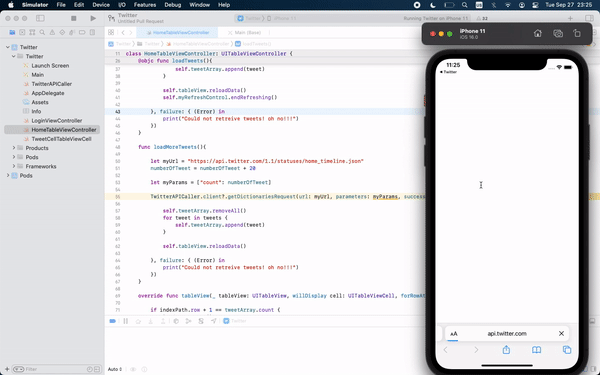 Simulator File Edit Device I/O Features Debug Window Help
Tue Sep 27 23:25
Twitter
Untitled Pull Request
Twitter
iPhone 11
Running Twitter on iPhone 11
HomeTableViewController
Main (Base)
Twitter
Twitter
Launch Screen
Main
TwitterAPICaller
AppDelegate
Assets
Info
LoginViewController
HomeTableViewController
TweetCellTableViewCell
Products
Pods
Frameworks
Pods
Filter
11 class HomeTableViewController: UITableViewController {
@objc func loadTweets(){
self.tweetArray.append(tweet)
}
self.tableView.reloadData()
self.myRefreshControl.endRefreshing()
}, failure: { (Error) in
print("Could not retreive tweets! oh no!!!")
})
}
func loadMoreTweets(){
let myUrl = "https://api.twitter.com/1.1/statuses/home_timeline.json"
numberOfTweet = numberOfTweet + 20
let myParams = ["count": numberOfTweet]
TwitterAPICaller.client?.getDictionariesRequest(url: myUrl, parameters: myParams, success
self.tweetArray.removeAll()
for tweet in tweets {
self.tweetArray.append(tweet)
}
self.tableView.reloadData()
}, failure: { (Error) in
print("Could not retreive tweets! oh no!!!")
})
}
override func tableView(_ tableView: UITableView, willDisplay cell: UITableViewCell, forRowAt
if indexPath.row + 1 == tweetArray.count {
Twitter
Auto
iPhone 11
iOS 16.0
11:25
Twitter
AA api.twitter.com